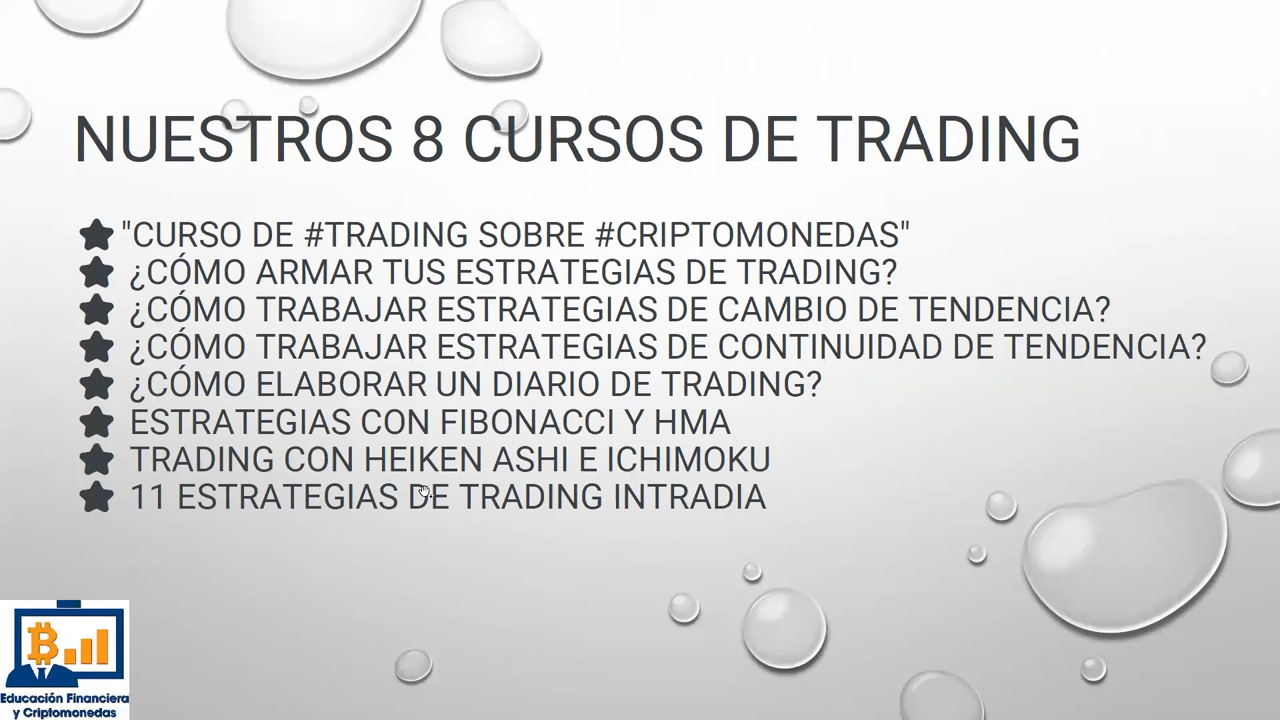 NUESTROS 8 CURSOS DE TRADING
"CURSO DE #TRADING SOBRE #CRIPTOMONEDAS"
¿CÓMO ARMAR TUS ESTRATEGIAS DE TRADING?
¿CÓMO TRABAJAR ESTRATEGIAS DE CAMBIO DE TENDENCIA?
¿CÓMO TRABAJAR ESTRATEGIAS DE CONTINUIDAD DE TENDENCIA?
¿CÓMO ELABORAR UN DIARIO DE TRADING?
ESTRATEGIAS CON FIBONACCI Y HMA
TRADING CON HEIKEN ASHI E ICHIMOKU
11 ESTRATEGIAS DE TRADING INTRADIA
Educación Financiera
y Criptomonedas